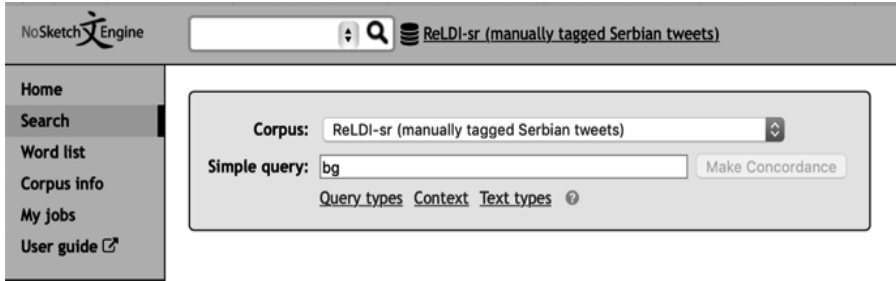 NoSketch Engine
ReLDI-sr (manually tagged Serbian tweets)
Home
Search
Word list
Corpus info
My jobs
User guide
Corpus: ReLDI-sr (manually tagged Serbian tweets)
Simple query: bg Make Concordance
Query types Context Text types ?